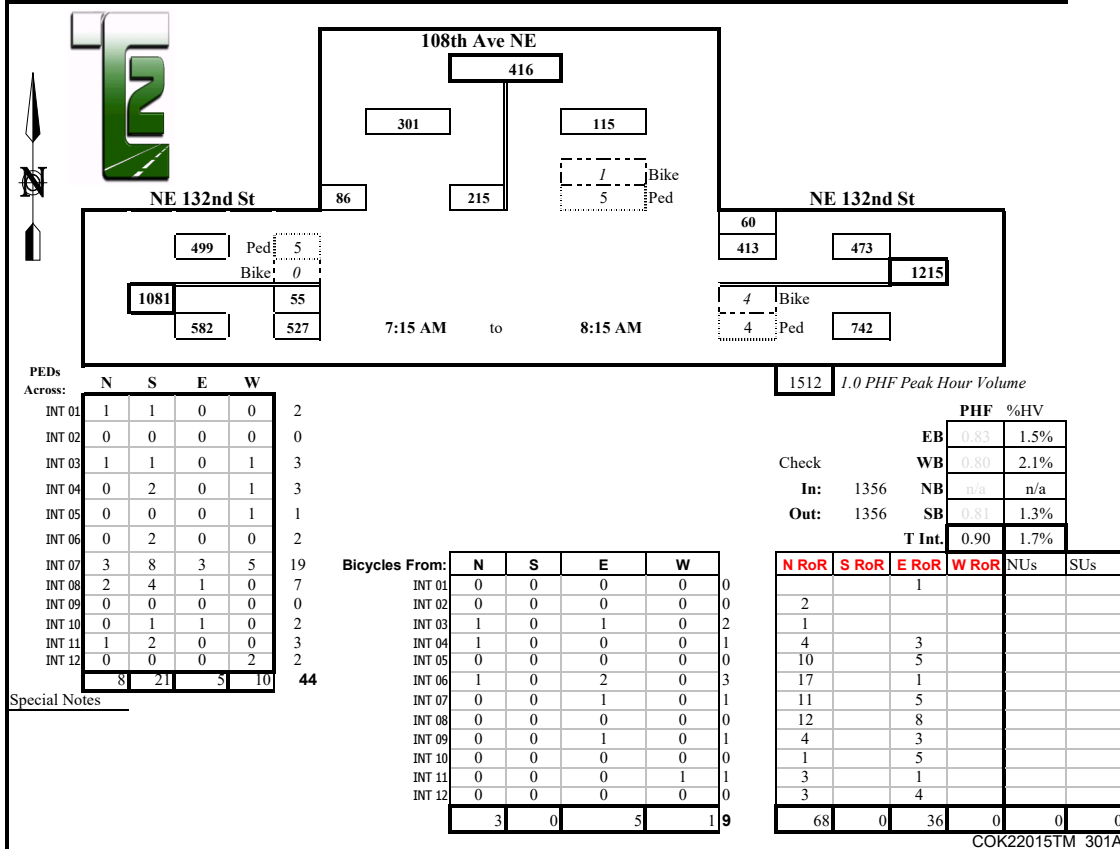 108th Ave NE
416
301 115
1 Bike
N
NE 132nd St 86 215 5 Ped NE 132nd St
60
499 Ped 5 413 473
Bike 0 1215
1081 55 4 Bike
582 527 7:15 AM to 8:15 AM 4 Ped 742
PEDs Across: N S E W
1512 1.0 PHF Peak Hour Volume
INT 01 1 1 0 0 2
INT 02 0 0 0 0 0
INT 03 1 1 0 1 3
INT 04 0 2 0 1 3
INT 05 0 0 0 1 1
INT 06 0 2 0 0 2
INT 07 3 8 3 5 19
INT 08 2 4 1 0 7
INT 09 0 0 0 0 0
INT 10 0 1 1 0 2
INT 11 1 2 0 0 3
INT 12 0 0 0 2 2
8 21 5 10 44
Special Notes
PHF %HV
EB 0.83 1.5%
Check WB 0.80 2.1%
In: 1356 NB n/a n/a
Out: 1356 SB 0.81 1.3%
T Int. 0.90 1.7%
Bicycles From: N S E W
INT 01 0 0 0 0 0
INT 02 0 0 0 0 0
INT 03 1 0 1 0 2
INT 04 1 0 0 0 1
INT 05 0 0 0 0 0
INT 06 1 0 2 0 3
INT 07 0 0 1 0 1
INT 08 0 0 0 0 0
INT 09 0 0 1 0 1
INT 10 0 0 0 0 0
INT 11 0 0 0 1 1
INT 12 0 0 0 0 0
3 0 5 1 9
N RoR S RoR E RoR W RoR NUs SUs
1
2
1
4 3
10 5
17 1
11 5
12 8
4 3
1 5
3 1
3 4
68 0 36 0 0 0
COK22015TM_301A